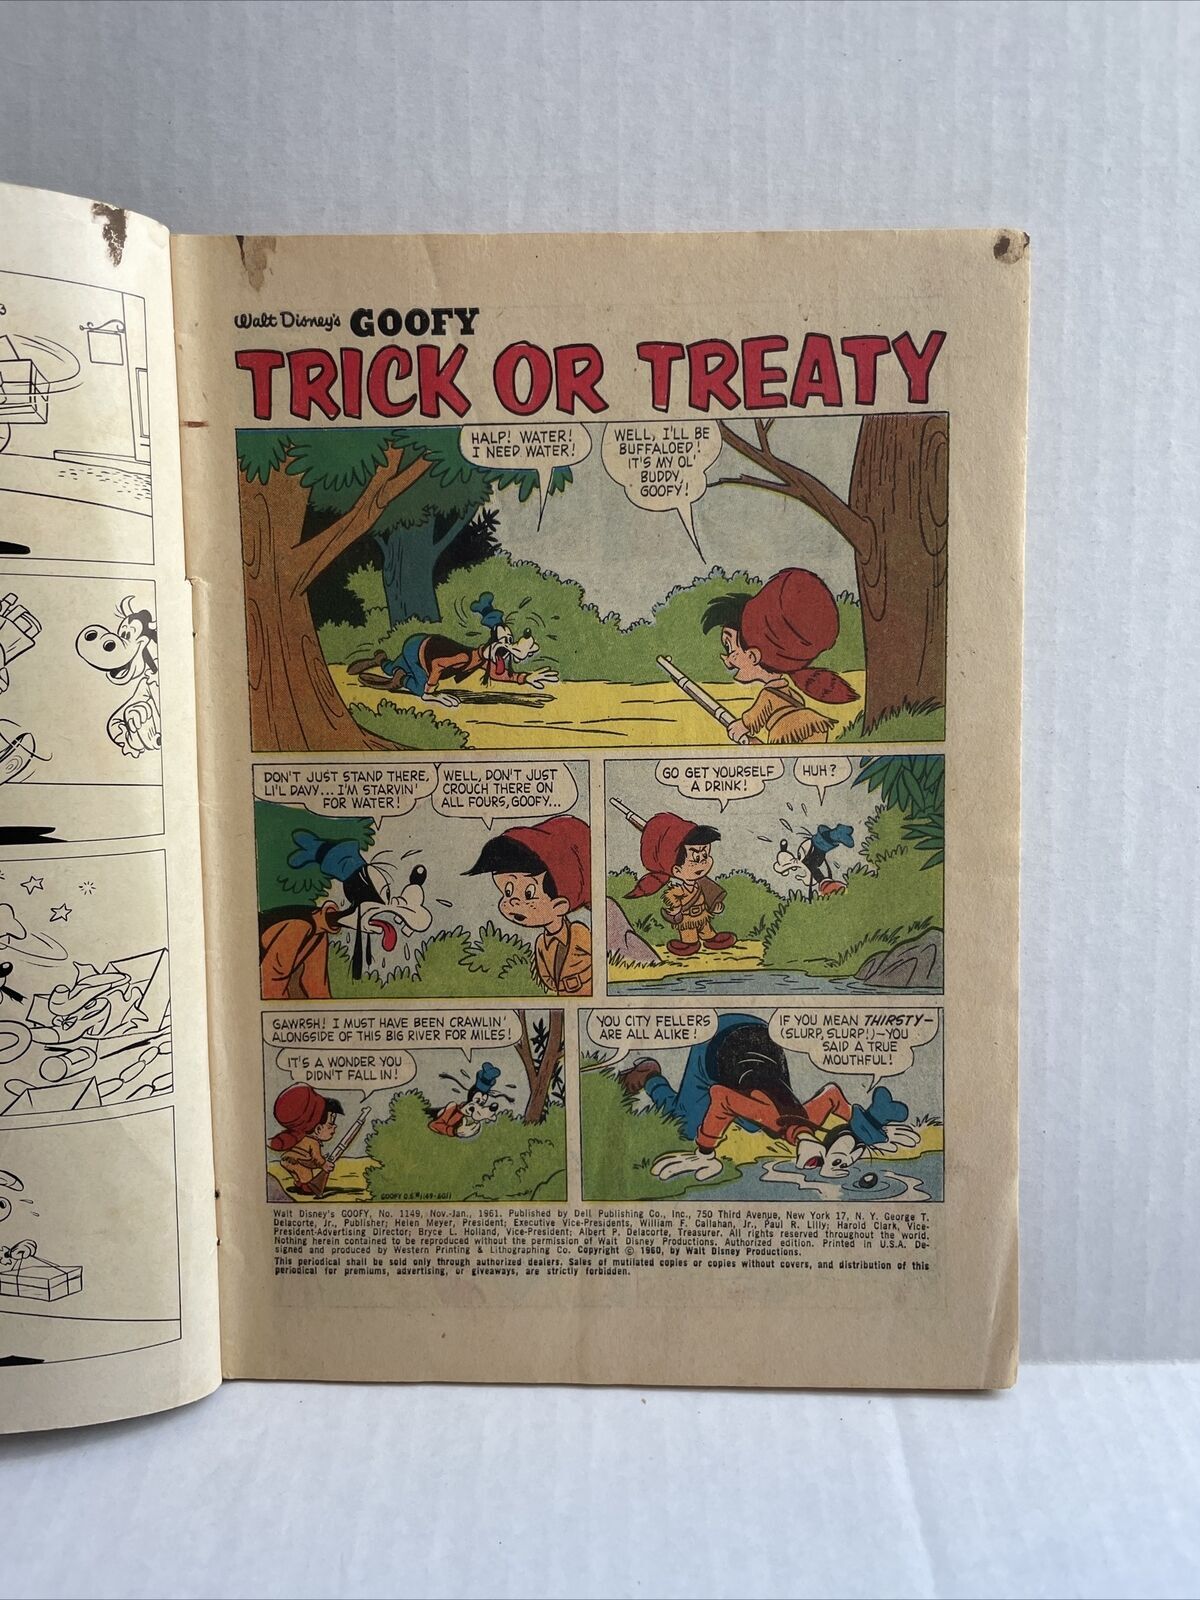 Walt Disney's GOOFY
TRICK OR TREATY
HALP! WATER!
I NEED WATER!
WELL, I'LL BE
BUFFALOED!
IT'S MY OL'
BUDDY,
GOOFY!
DON'T JUST STAND THERE,
LI'L DAVY... I'M STARVIN'
FOR WATER!
WELL, DON'T JUST
CROUCH THERE ON
ALL FOURS, GOOFY...
GO GET YOURSELF
A DRINK!
HUH?
GAWRSH! I MUST HAVE BEEN CRAWLIN'
ALONGSIDE OF THIS BIG RIVER FOR MILES!
IT'S A WONDER YOU
DIDN'T FALL IN!
GOOFY O.S.#1149-6011
YOU CITY FELLERS
ARE ALL ALIKE!
IF YOU MEAN THIRSTY—
(SLURP, SLURP!)—YOU
SAID A TRUE
MOUTHFUL!
Walt Disney's GOOFY, No. 1149, Nov.-Jan., 1961. Published by Dell Publishing Co., Inc., 750 Third Avenue, New York 17, N. Y. George T.
Delacorte, Jr., Publisher; Helen Meyer, President; Executive Vice-Presidents, William F. Callahan, Jr., Paul R. Lilly; Harold Clark, Vice-
President-Advertising Director; Bryce L. Holland, Vice-President; Albert P. Delacorte, Treasurer. All rights reserved throughout the world.
Nothing herein contained to be reproduced without the permission of Walt Disney Productions. Authorized edition. Printed in U.S.A. De-
signed and produced by Western Printing & Lithographing Co. Copyright © 1960, by Walt Disney Productions.
This periodical shall be sold only through authorized dealers. Sales of mutilated copies or copies without covers, and distribution of this
periodical for premiums, advertising, or giveaways, are strictly forbidden.